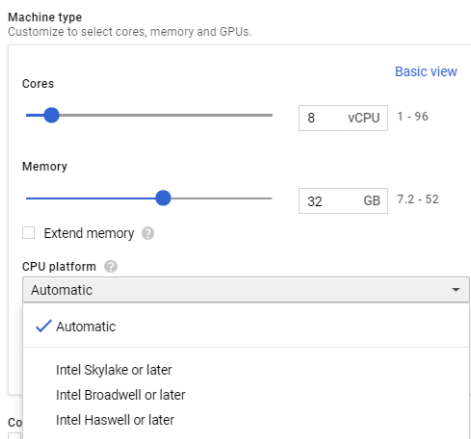 Machine type
Customize to select cores, memory and GPUs.
Basic view
Cores
8 vCPU 1 - 96
Memory
32 GB 7.2 - 52
Extend memory ?
CPU platform ?
Automatic
Automatic
Intel Skylake or later
Intel Broadwell or later
Intel Haswell or later
Co